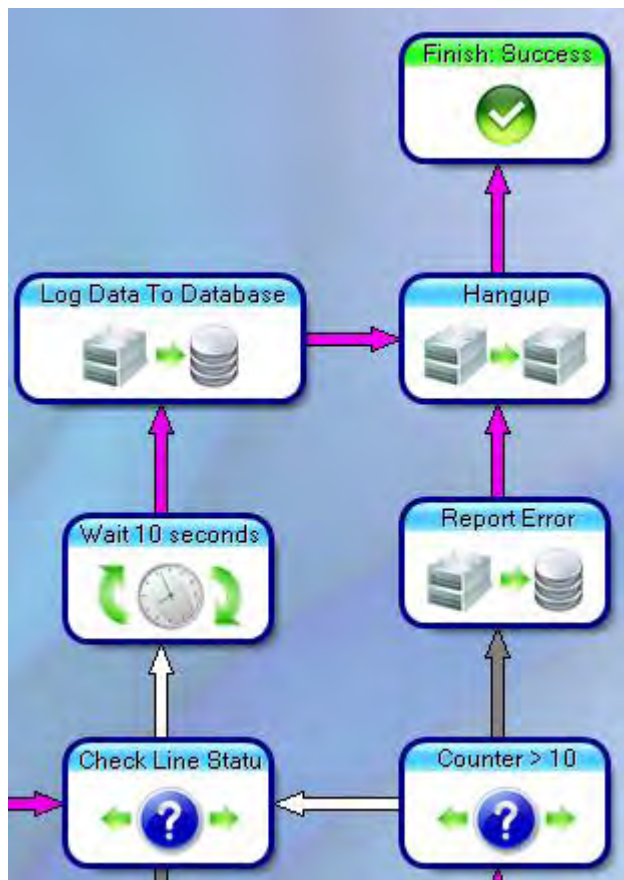 Finish: Success
Log Data To Database
Hangup
Wait 10 seconds
Report Error
Check Line Statu
Counter > 10